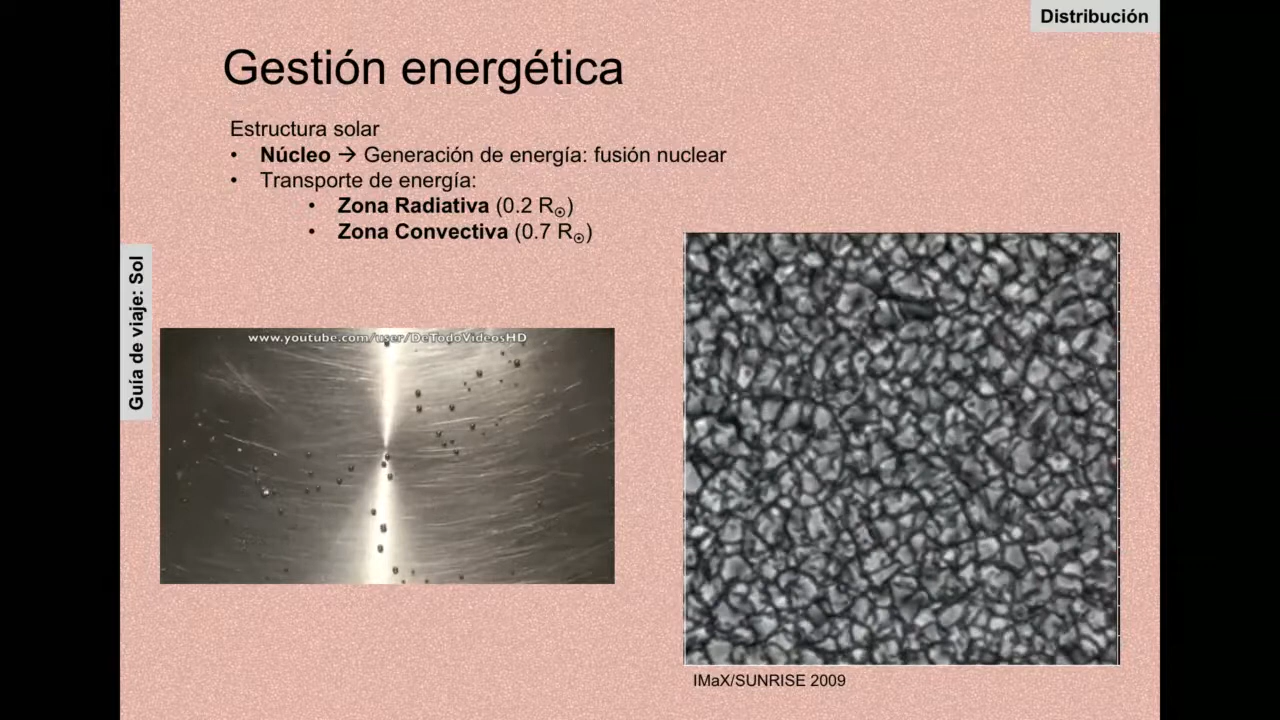 Distribución
Gestión energética
Estructura solar
• Núcleo → Generación de energía: fusión nuclear
• Transporte de energía:
• Zona Radiativa (0.2 R☉)
• Zona Convectiva (0.7 R☉)
Guía de viaje: Sol
www.youtube.com/user/DeTodoVideosHD
IMaX/SUNRISE 2009